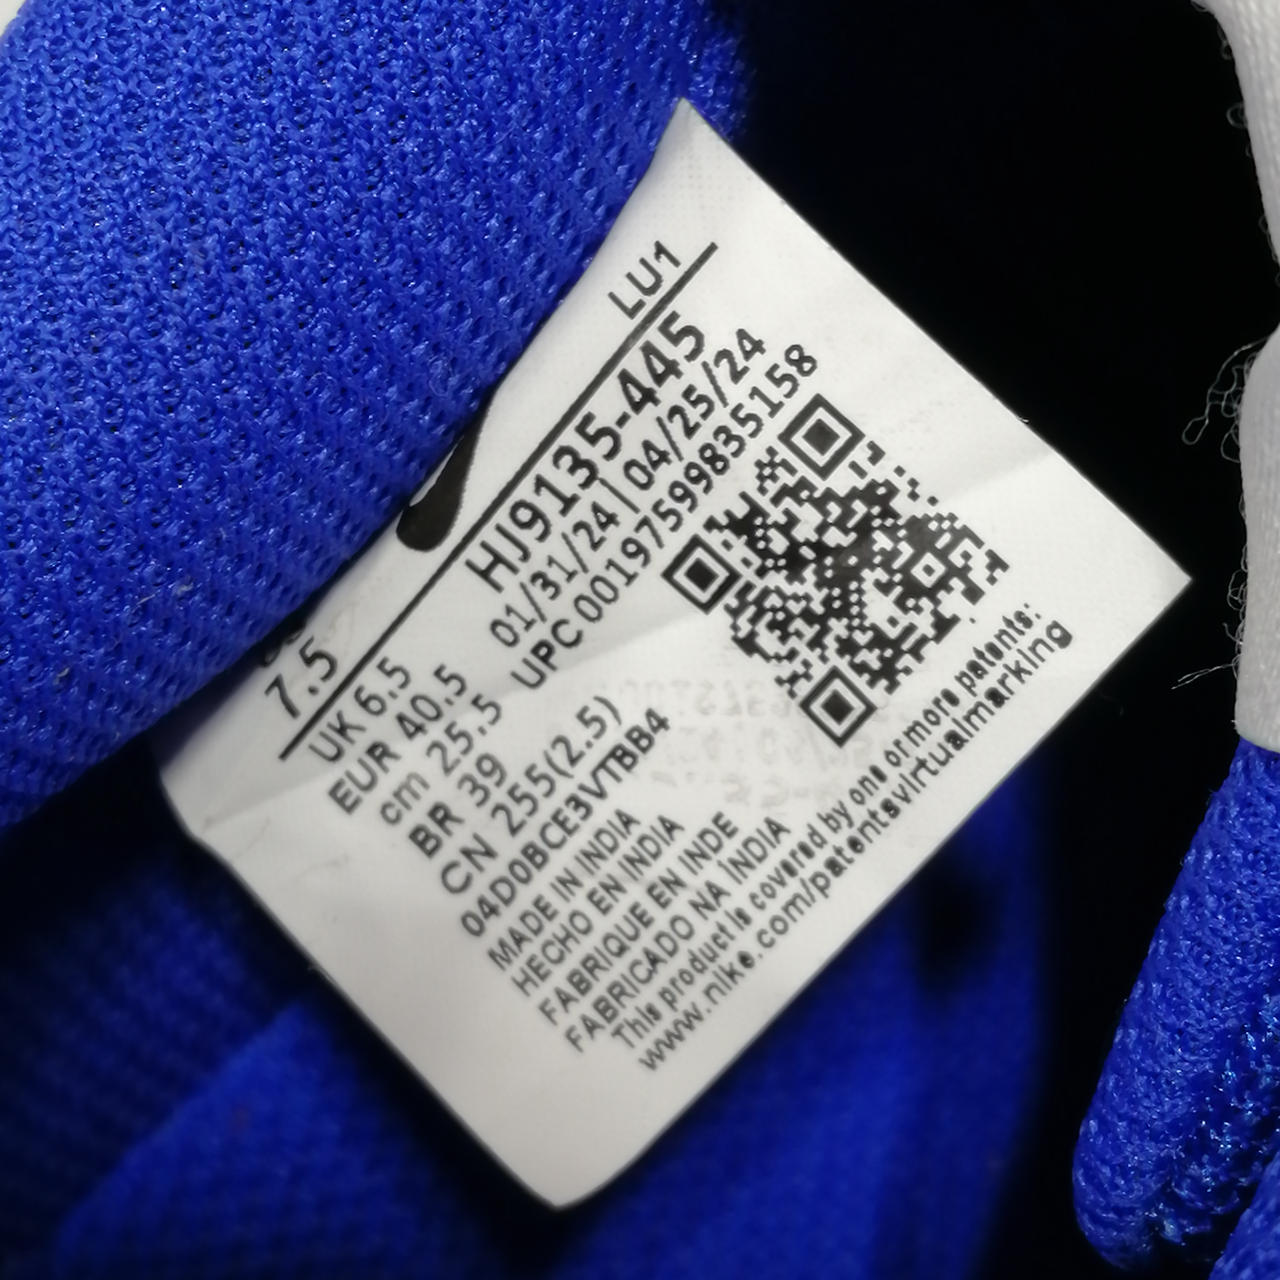 LU1
7.5
HJ9135-445
UK 6.5
01/31/24 | 04/25/24
EUR 40.5
UPC 00197599835158
cm 25.5
BR 39
CN 255(2.5)
04D0BCE3VTBB4
MADE IN INDIA
HECHO EN INDIA
FABRIQUE EN INDE
FABRICADO NA ÍNDIA
This product is covered by one or more patents:
www.nike.com/patentsvirtualmarking